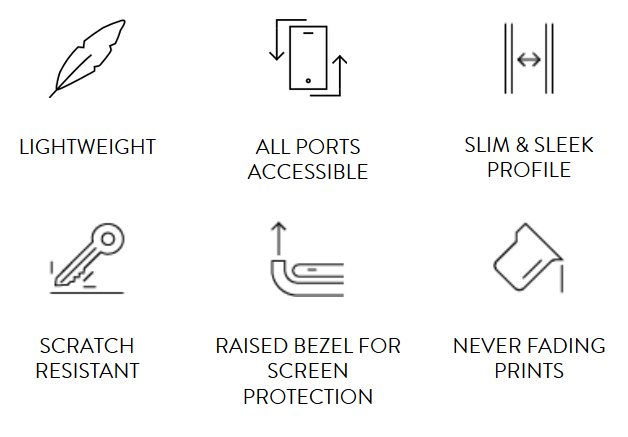 LIGHTWEIGHT
ALL PORTS
ACCESSIBLE
SLIM & SLEEK
PROFILE
SCRATCH
RESISTANT
RAISED BEZEL FOR
SCREEN
PROTECTION
NEVER FADING
PRINTS